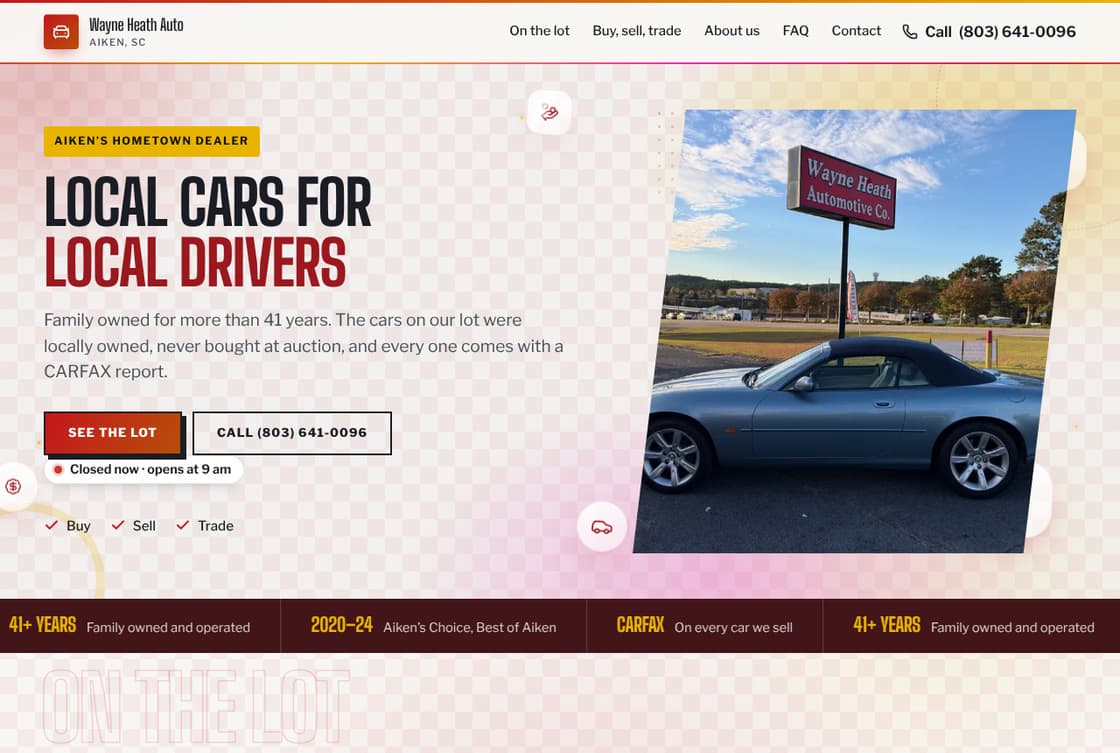 Wayne Heath Auto
AIKEN, SC
On the lot
Buy, sell, trade
About us
FAQ
Contact
Call (803) 641-0096
AIKEN'S HOMETOWN DEALER
LOCAL CARS FOR
LOCAL DRIVERS
Family owned for more than 41 years. The cars on our lot were
locally owned, never bought at auction, and every one comes with a
CARFAX report.
SEE THE LOT
CALL (803) 641-0096
Closed now · opens at 9 am
Buy
Sell
Trade
Wayne Heath
Automotive Co.
41+ YEARS Family owned and operated
2020–24 Aiken's Choice, Best of Aiken
CARFAX On every car we sell
41+ YEARS Family owned and operated
ON THE LOT